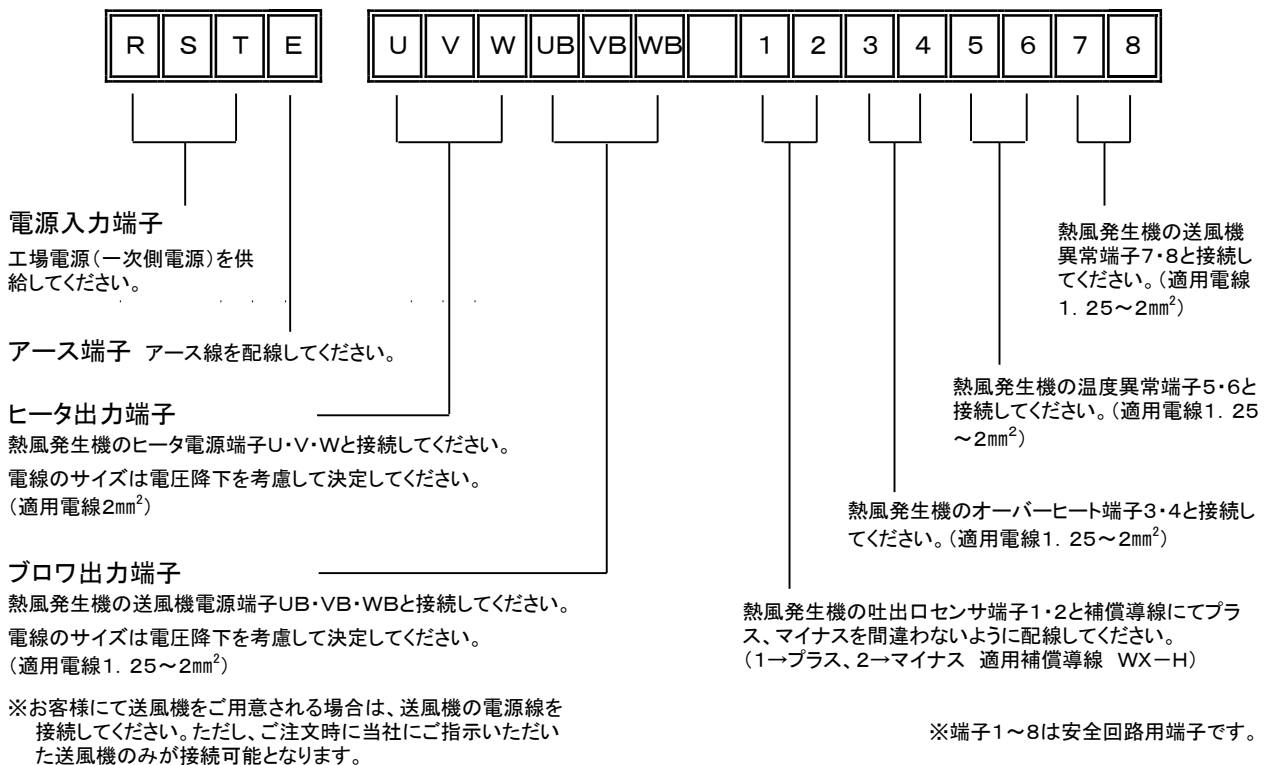 R S T E U V W UB VB WB 1 2 3 4 5 6 7 8
電源入力端子
工場電源(一次側電源)を供
給してください。
アース端子 アース線を配線してください。
ヒータ出力端子
熱風発生機のヒータ電源端子U・V・Wと接続してください。
電線のサイズは電圧降下を考慮して決定してください。
(適用電線2mm²)
ブロワ出力端子
熱風発生機の送風機電源端子UB・VB・WBと接続してください。
電線のサイズは電圧降下を考慮して決定してください。
(適用電線1.25~2mm²)
※お客様にて送風機をご用意される場合は、送風機の電源線を
接続してください。ただし、ご注文時に当社にご指示いただい
た送風機のみが接続可能となります。
熱風発生機の送風機
異常端子7・8と接続し
てください。(適用電線
1.25~2mm²)
熱風発生機の温度異常端子5・6と
接続してください。(適用電線1.25
~2mm²)
熱風発生機のオーバーヒート端子3・4と接続し
てください。(適用電線1.25~2mm²)
熱風発生機の吐出口センサ端子1・2と補償導線にてプラ
ス、マイナスを間違わないように配線してください。
(1→プラス、2→マイナス 適用補償導線 WX-H)
※端子1~8は安全回路用端子です。